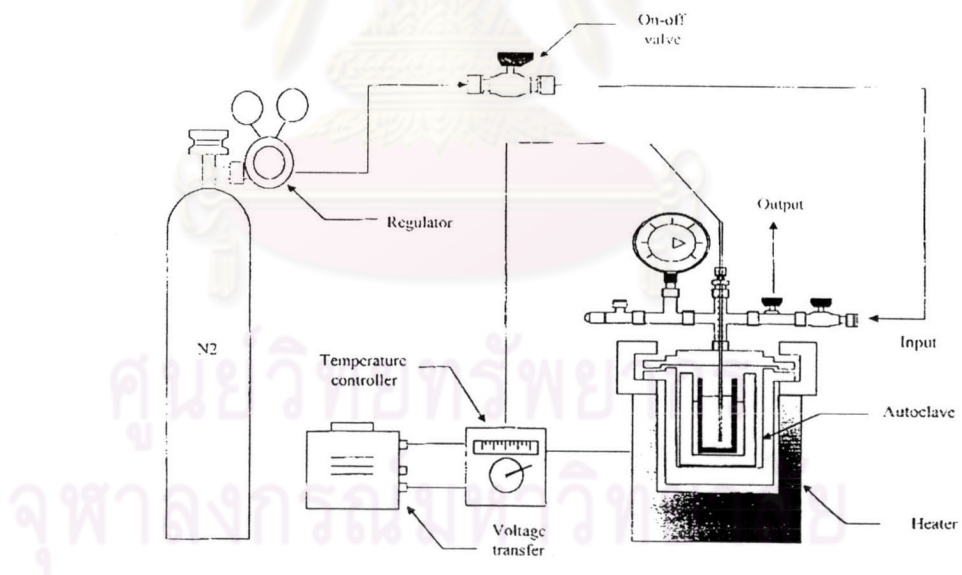 On-off
valve
Regulator
Output
N2
Input
Temperature
controller
Autoclave
Heater
Voltage
transfer
ศูนย์วิทยทรัพยากร
จุฬาลงกรณ์มหาวิทยาลัย